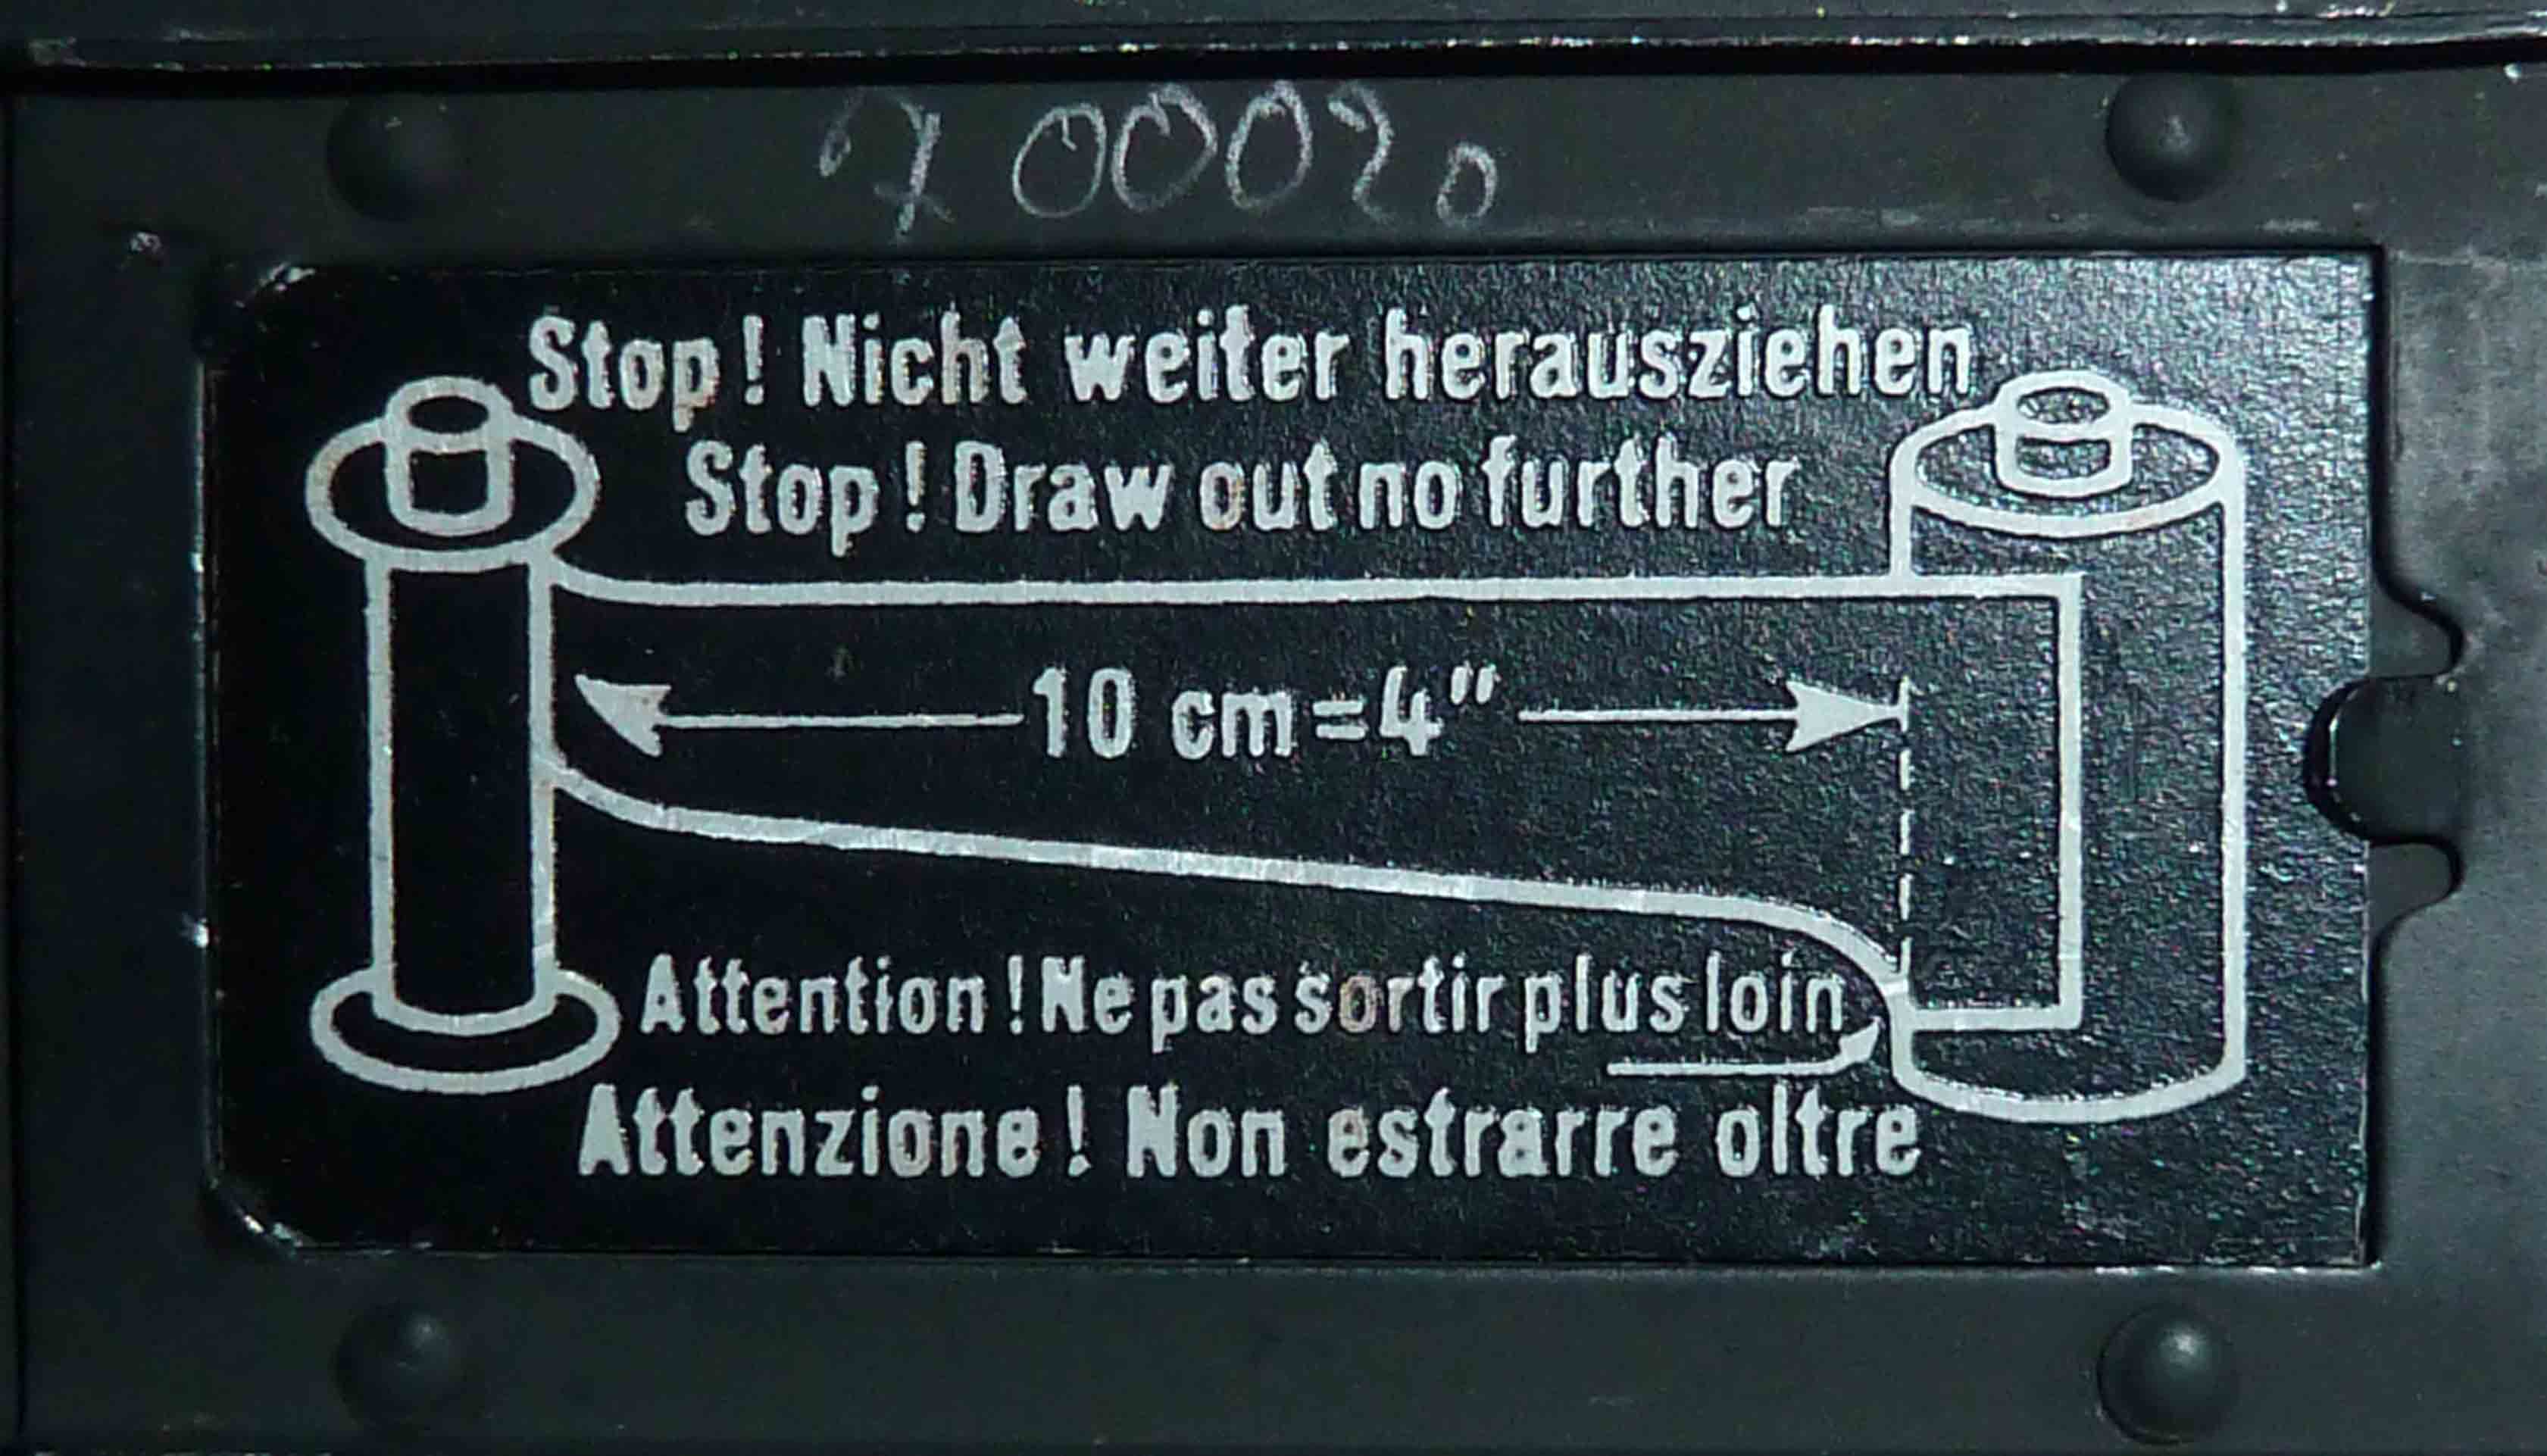 700020
Stop! Nicht weiter herausziehen
Stop! Draw out no further
10 cm=4"
Attention! Ne pas sortir plus loin
Attenzione! Non estrarre oltre